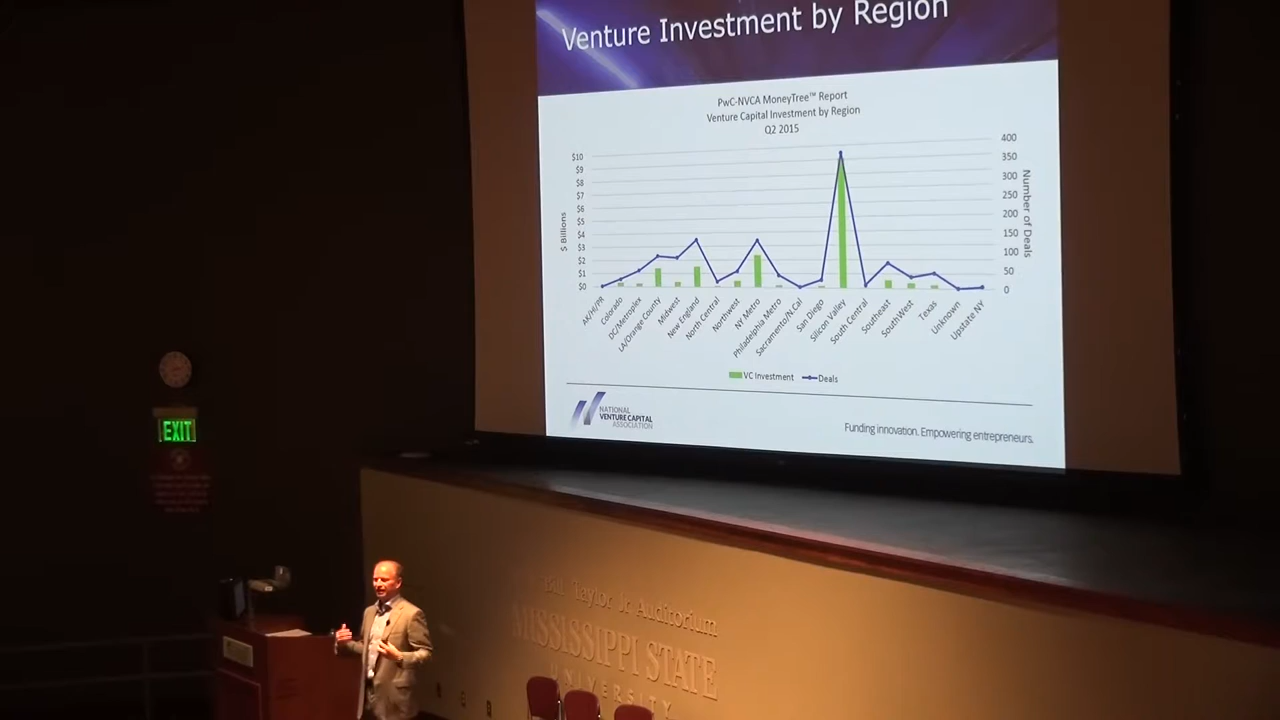 Venture Investment by Region
PwC-NVCA MoneyTree™ Report
Venture Capital Investment by Region
Q2 2015
$ Billions
$10
$9
$8
$7
$6
$5
$4
$3
$2
$1
$0
400
350
300
250
200
150
100
50
0
Number of Deals
AK/HI/PR
Colorado
DC/Metroplex
LA/Orange County
Midwest
New England
North Central
Northwest
NY Metro
Philadelphia Metro
Sacramento/N.Cal
San Diego
Silicon Valley
South Central
Southeast
SouthWest
Texas
Unknown
Upstate NY
VC Investment Deals
NATIONAL
VENTURE CAPITAL
ASSOCIATION
Funding innovation. Empowering entrepreneurs.
EXIT
Bill Taylor Jr Auditorium
MISSISSIPPI STATE
UNIVERSITY